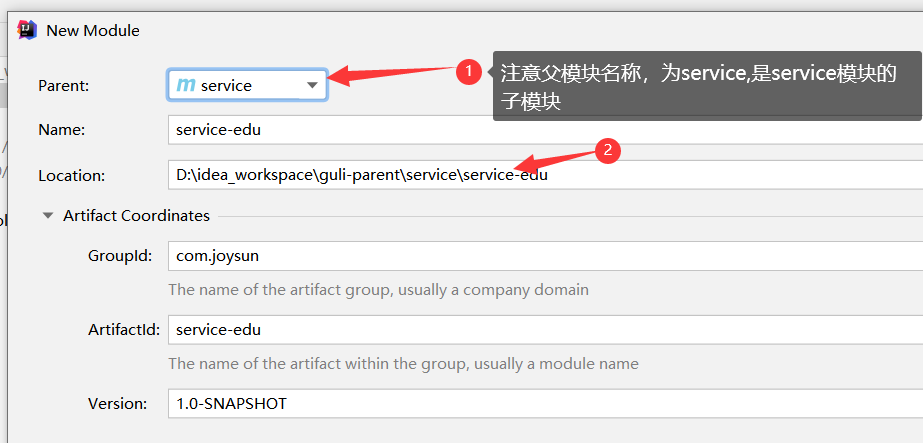 New Module
Parent:
m service
1
注意父模块名称，为service,是service模块的
子模块
Name:
service-edu
2
Location:
D:\idea_workspace\guli-parent\service\service-edu
Artifact Coordinates
GroupId:
com.joysun
The name of the artifact group, usually a company domain
ArtifactId:
service-edu
The name of the artifact within the group, usually a module name
Version:
1.0-SNAPSHOT